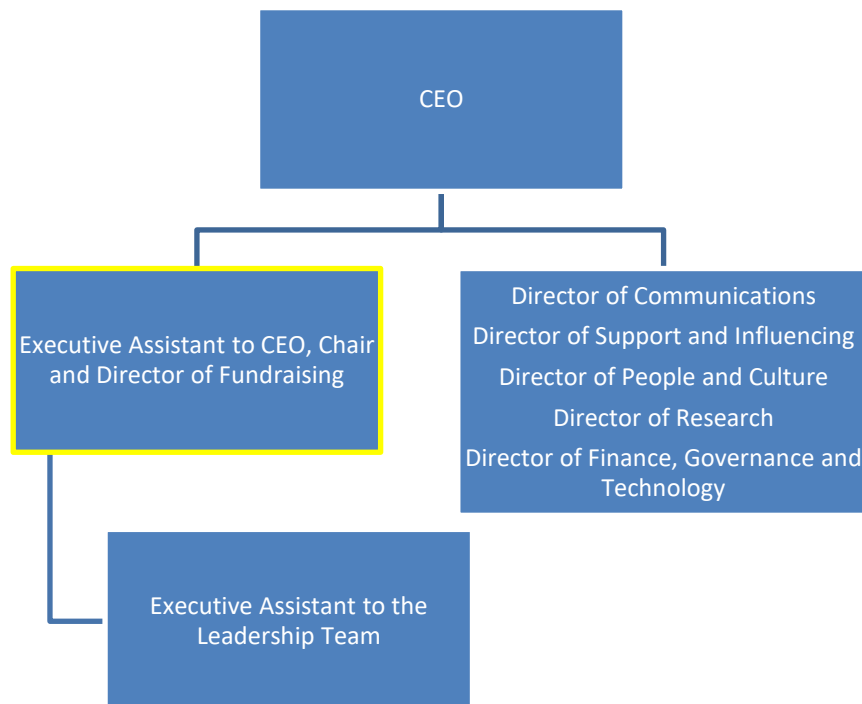 CEO
Executive Assistant to CEO, Chair
and Director of Fundraising
Director of Communications
Director of Support and Influencing
Director of People and Culture
Director of Research
Director of Finance, Governance and
Technology
Executive Assistant to the
Leadership Team